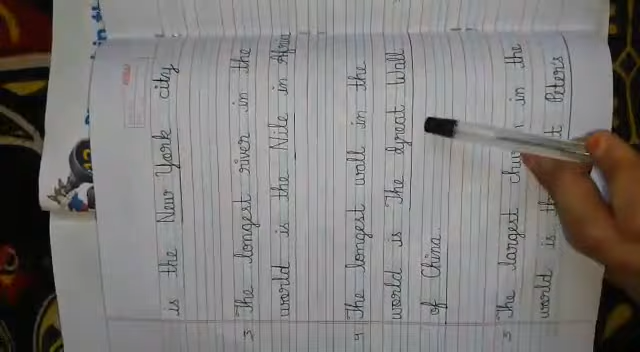 is the New York city
3 The longest river in the
world is the Nile in Africa
4 The longest wall in the
world is The great Wall
of China.
5 The largest in the
world is Peter's